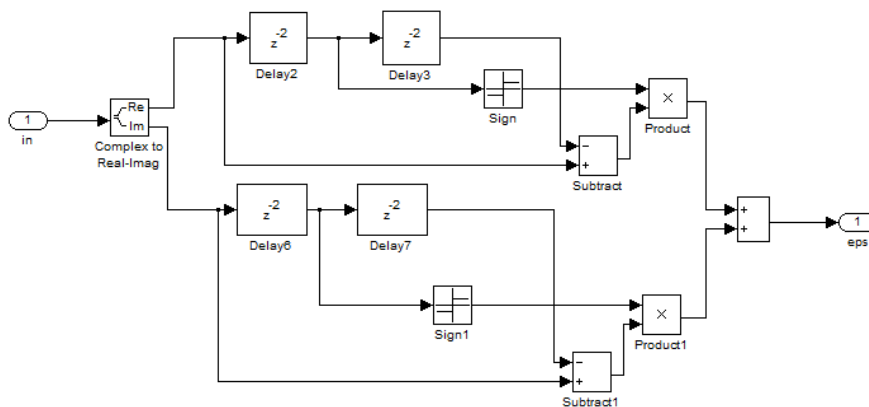 z-2
Delay2
z-2
Delay3
Sign
×
Product
1
in
Re
Im
Complex to
Real-Imag
−
+
Subtract
z-2
Delay6
z-2
Delay7
+
+
1
eps
Sign1
×
Product1
−
+
Subtract1